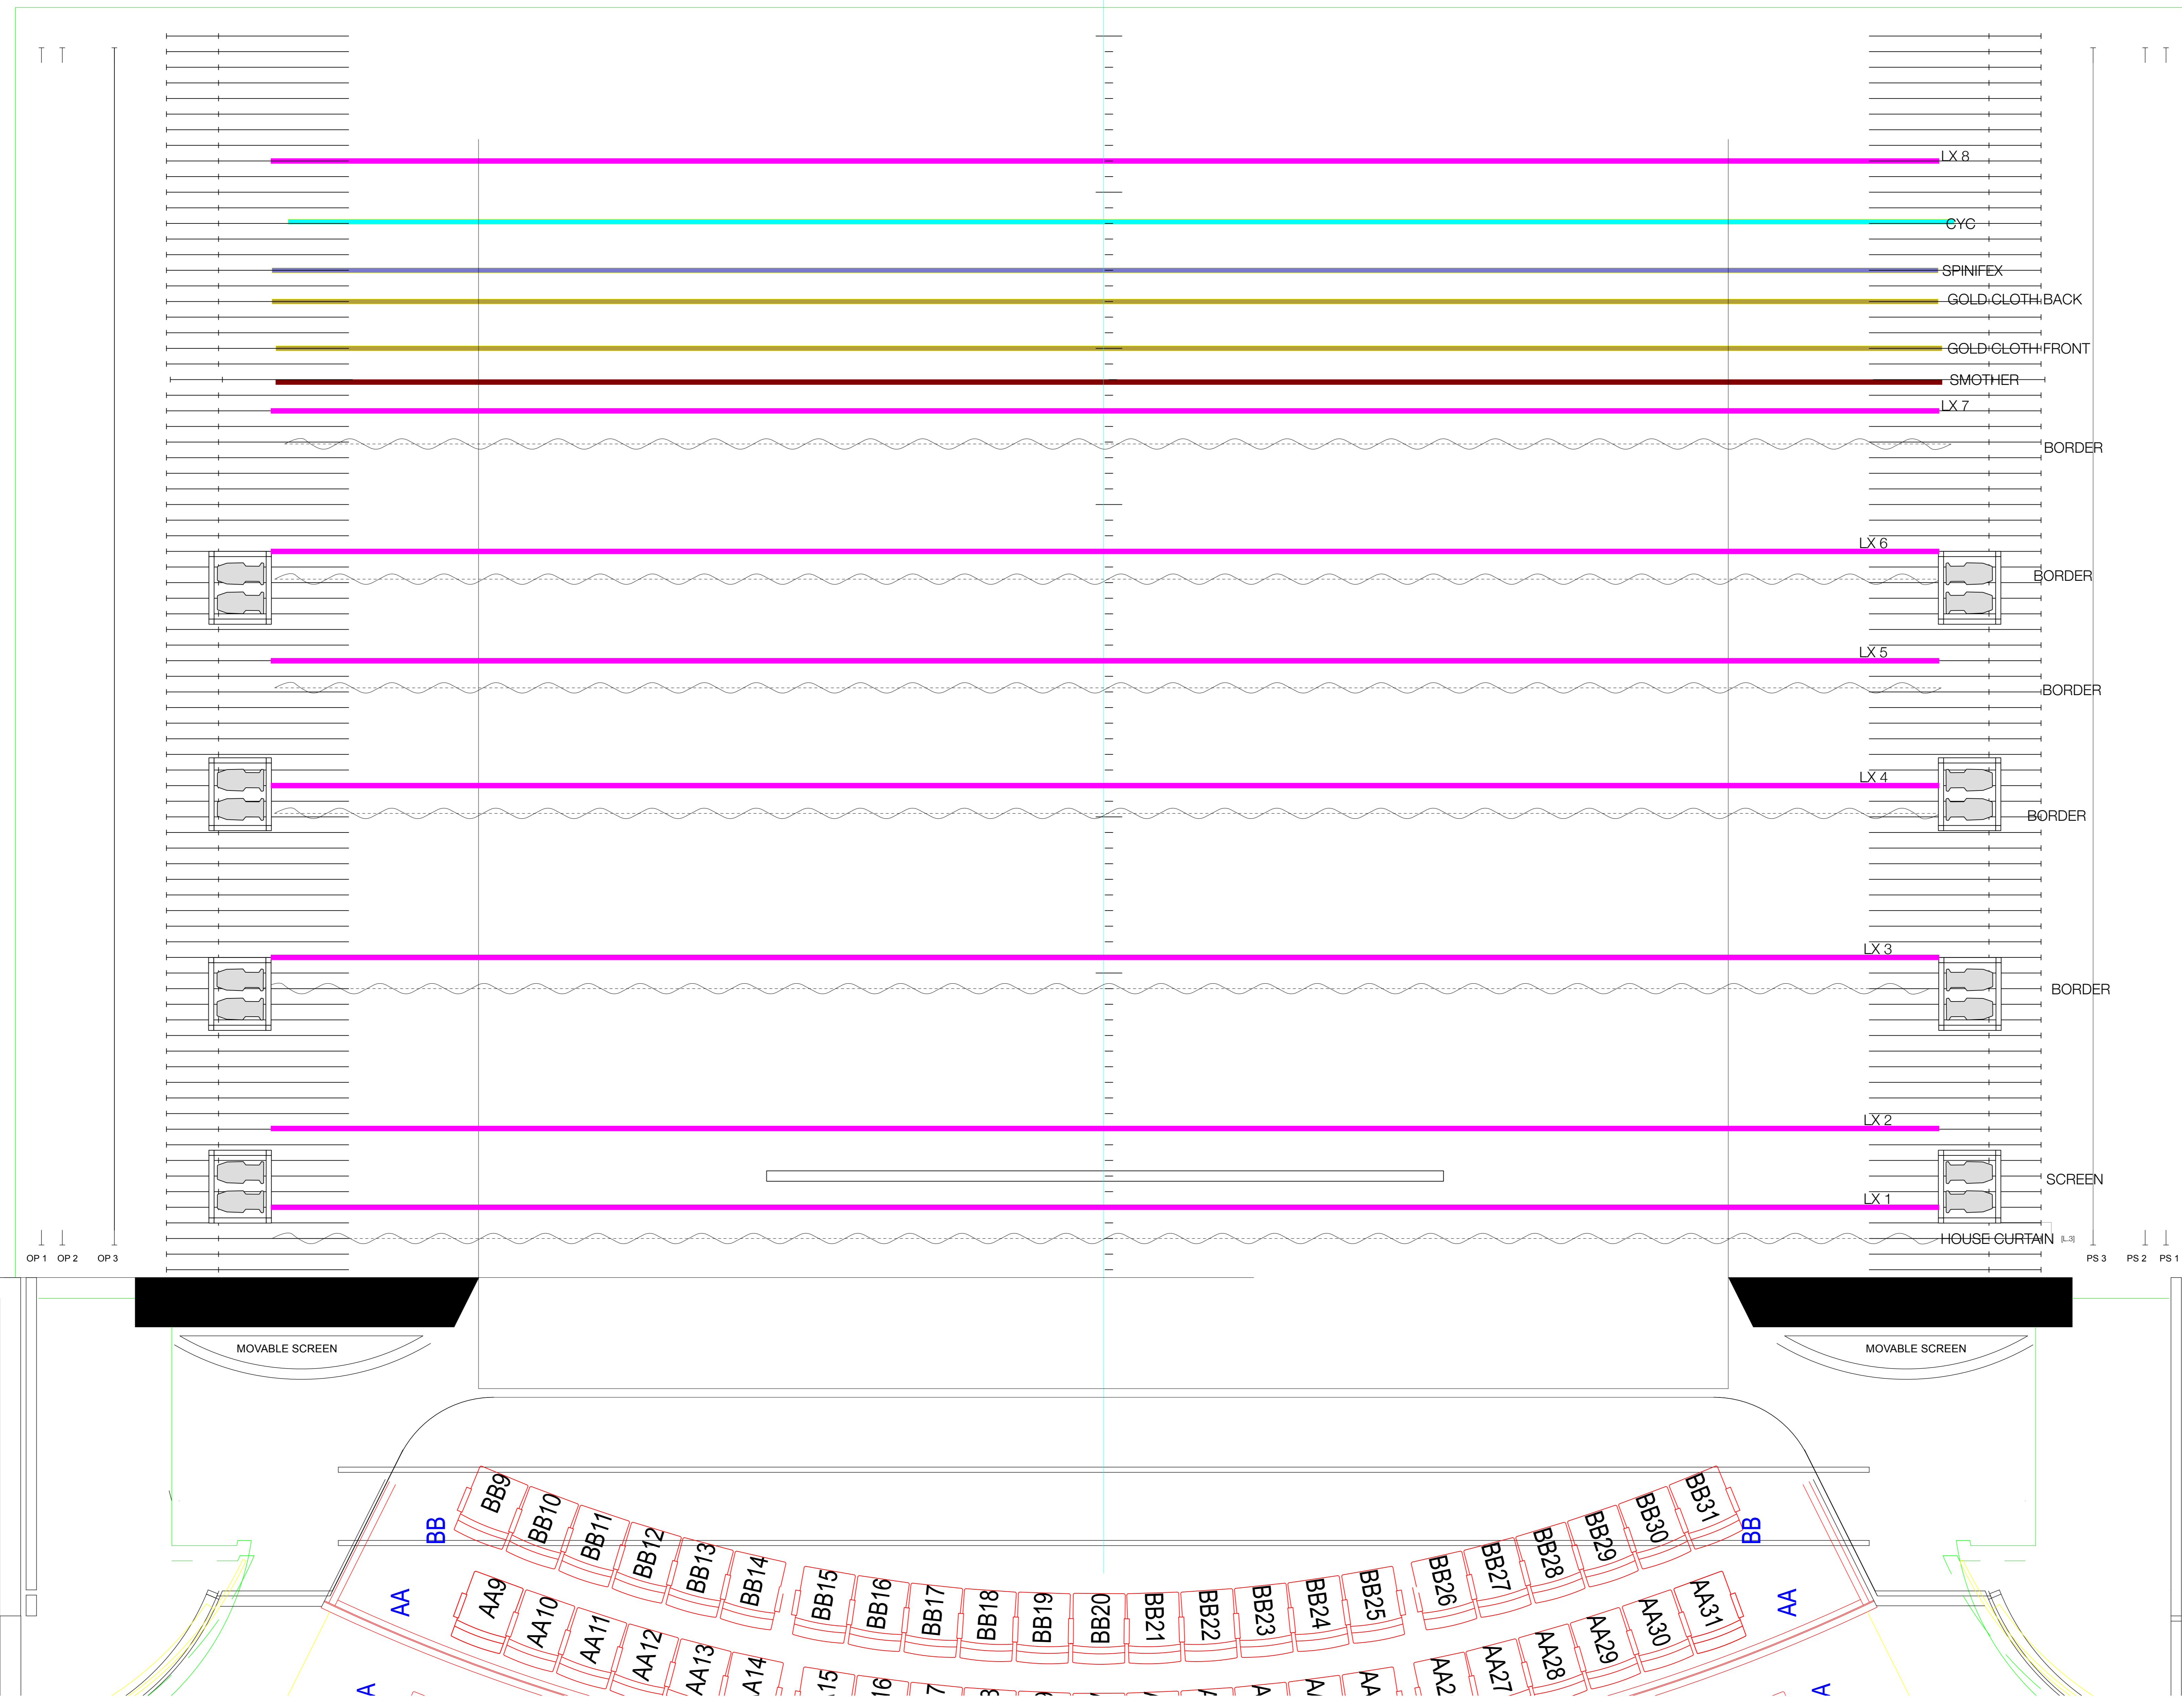 LX 8
CYC
SPINIFEX
GOLD CLOTH BACK
GOLD CLOTH FRONT
SMOTHER
LX 7
BORDER
LX 6
BORDER
LX 5
BORDER
LX 4
BORDER
LX 3
BORDER
LX 2
SCREEN
LX 1
HOUSE CURTAIN [L.3]
OP 1 OP 2 OP 3 PS 3 PS 2 PS 1
MOVABLE SCREEN MOVABLE SCREEN
BB BB9 BB10 BB11 BB12 BB13 BB14 BB15 BB16 BB17 BB18 BB19 BB20 BB21 BB22 BB23 BB24 BB25 BB26 BB27 BB28 BB29 BB30 BB31 BB
AA AA9 AA10 AA11 AA12 AA13 AA14 AA27 AA28 AA29 AA30 AA31 AA